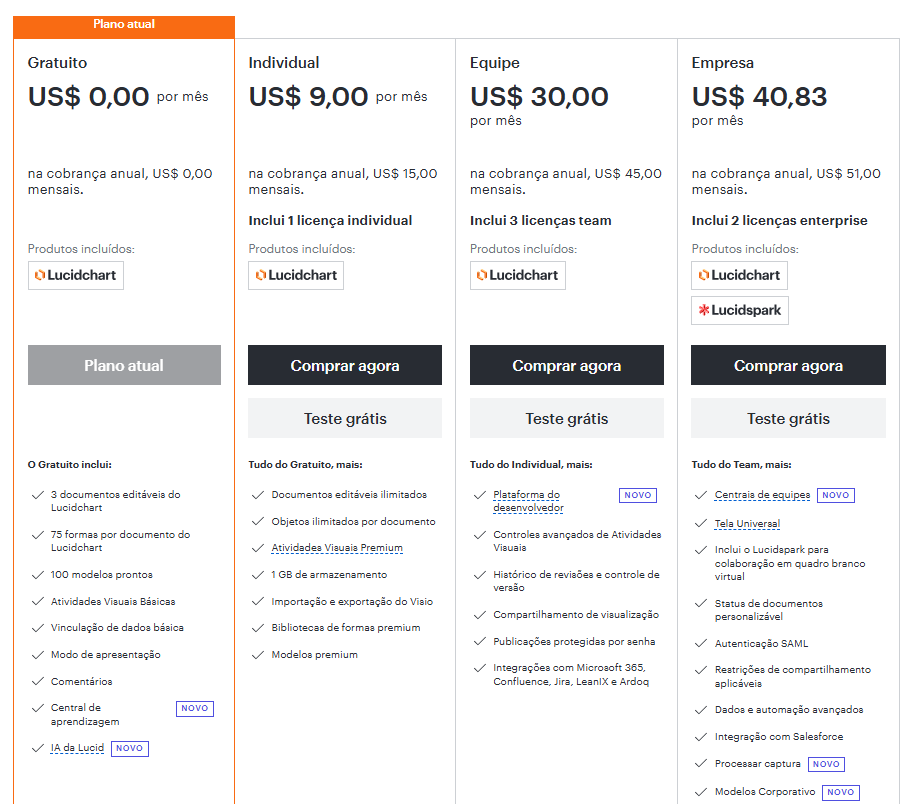 Plano atual
Gratuito
US$ 0,00 por mês
na cobrança anual, US$ 0,00
mensais.
Produtos incluídos:
Lucidchart
Plano atual
O Gratuito inclui:
3 documentos editáveis do
Lucidchart
75 formas por documento do
Lucidchart
100 modelos prontos
Atividades Visuais Básicas
Vinculação de dados básica
Modo de apresentação
Comentários
Central de
aprendizagem
NOVO
IA da Lucid NOVO
Individual
US$ 9,00 por mês
na cobrança anual, US$ 15,00
mensais.
Inclui 1 licença individual
Produtos incluídos:
Lucidchart
Comprar agora
Teste grátis
Tudo do Gratuito, mais:
Documentos editáveis ilimitados
Objetos ilimitados por documento
Atividades Visuais Premium
1 GB de armazenamento
Importação e exportação do Visio
Bibliotecas de formas premium
Modelos premium
Equipe
US$ 30,00
por mês
na cobrança anual, US$ 45,00
mensais.
Inclui 3 licenças team
Produtos incluídos:
Lucidchart
Comprar agora
Teste grátis
Tudo do Individual, mais:
Plataforma do
desenvolvedor
NOVO
Controles avançados de Atividades
Visuais
Histórico de revisões e controle de
versão
Compartilhamento de visualização
Publicações protegidas por senha
Integrações com Microsoft 365,
Confluence, Jira, LeanIX e Ardoq
Empresa
US$ 40,83
por mês
na cobrança anual, US$ 51,00
mensais.
Inclui 2 licenças enterprise
Produtos incluídos:
Lucidchart
Lucidspark
Comprar agora
Teste grátis
Tudo do Team, mais:
Centrais de equipes NOVO
Tela Universal
Inclui o Lucidspark para
colaboração em quadro branco
virtual
Status de documentos
personalizável
Autenticação SAML
Restrições de compartilhamento
aplicáveis
Dados e automação avançados
Integração com Salesforce
Processar captura NOVO
Modelos Corporativo NOVO